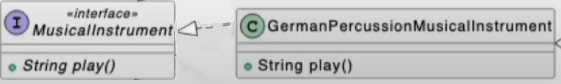 I
«interface»
MusicalInstrument
String play()
C
GermanPercussionMusicalInstrument
String play()